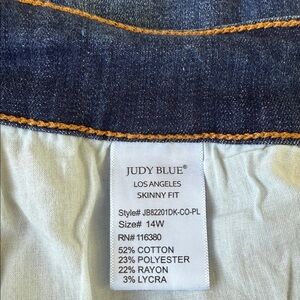 JUDY BLUE®
LOS ANGELES
SKINNY FIT
Style# JB82201DK-CO-PL
Size# 14W
RN# 116380
52% COTTON
23% POLYESTER
22% RAYON
3% LYCRA